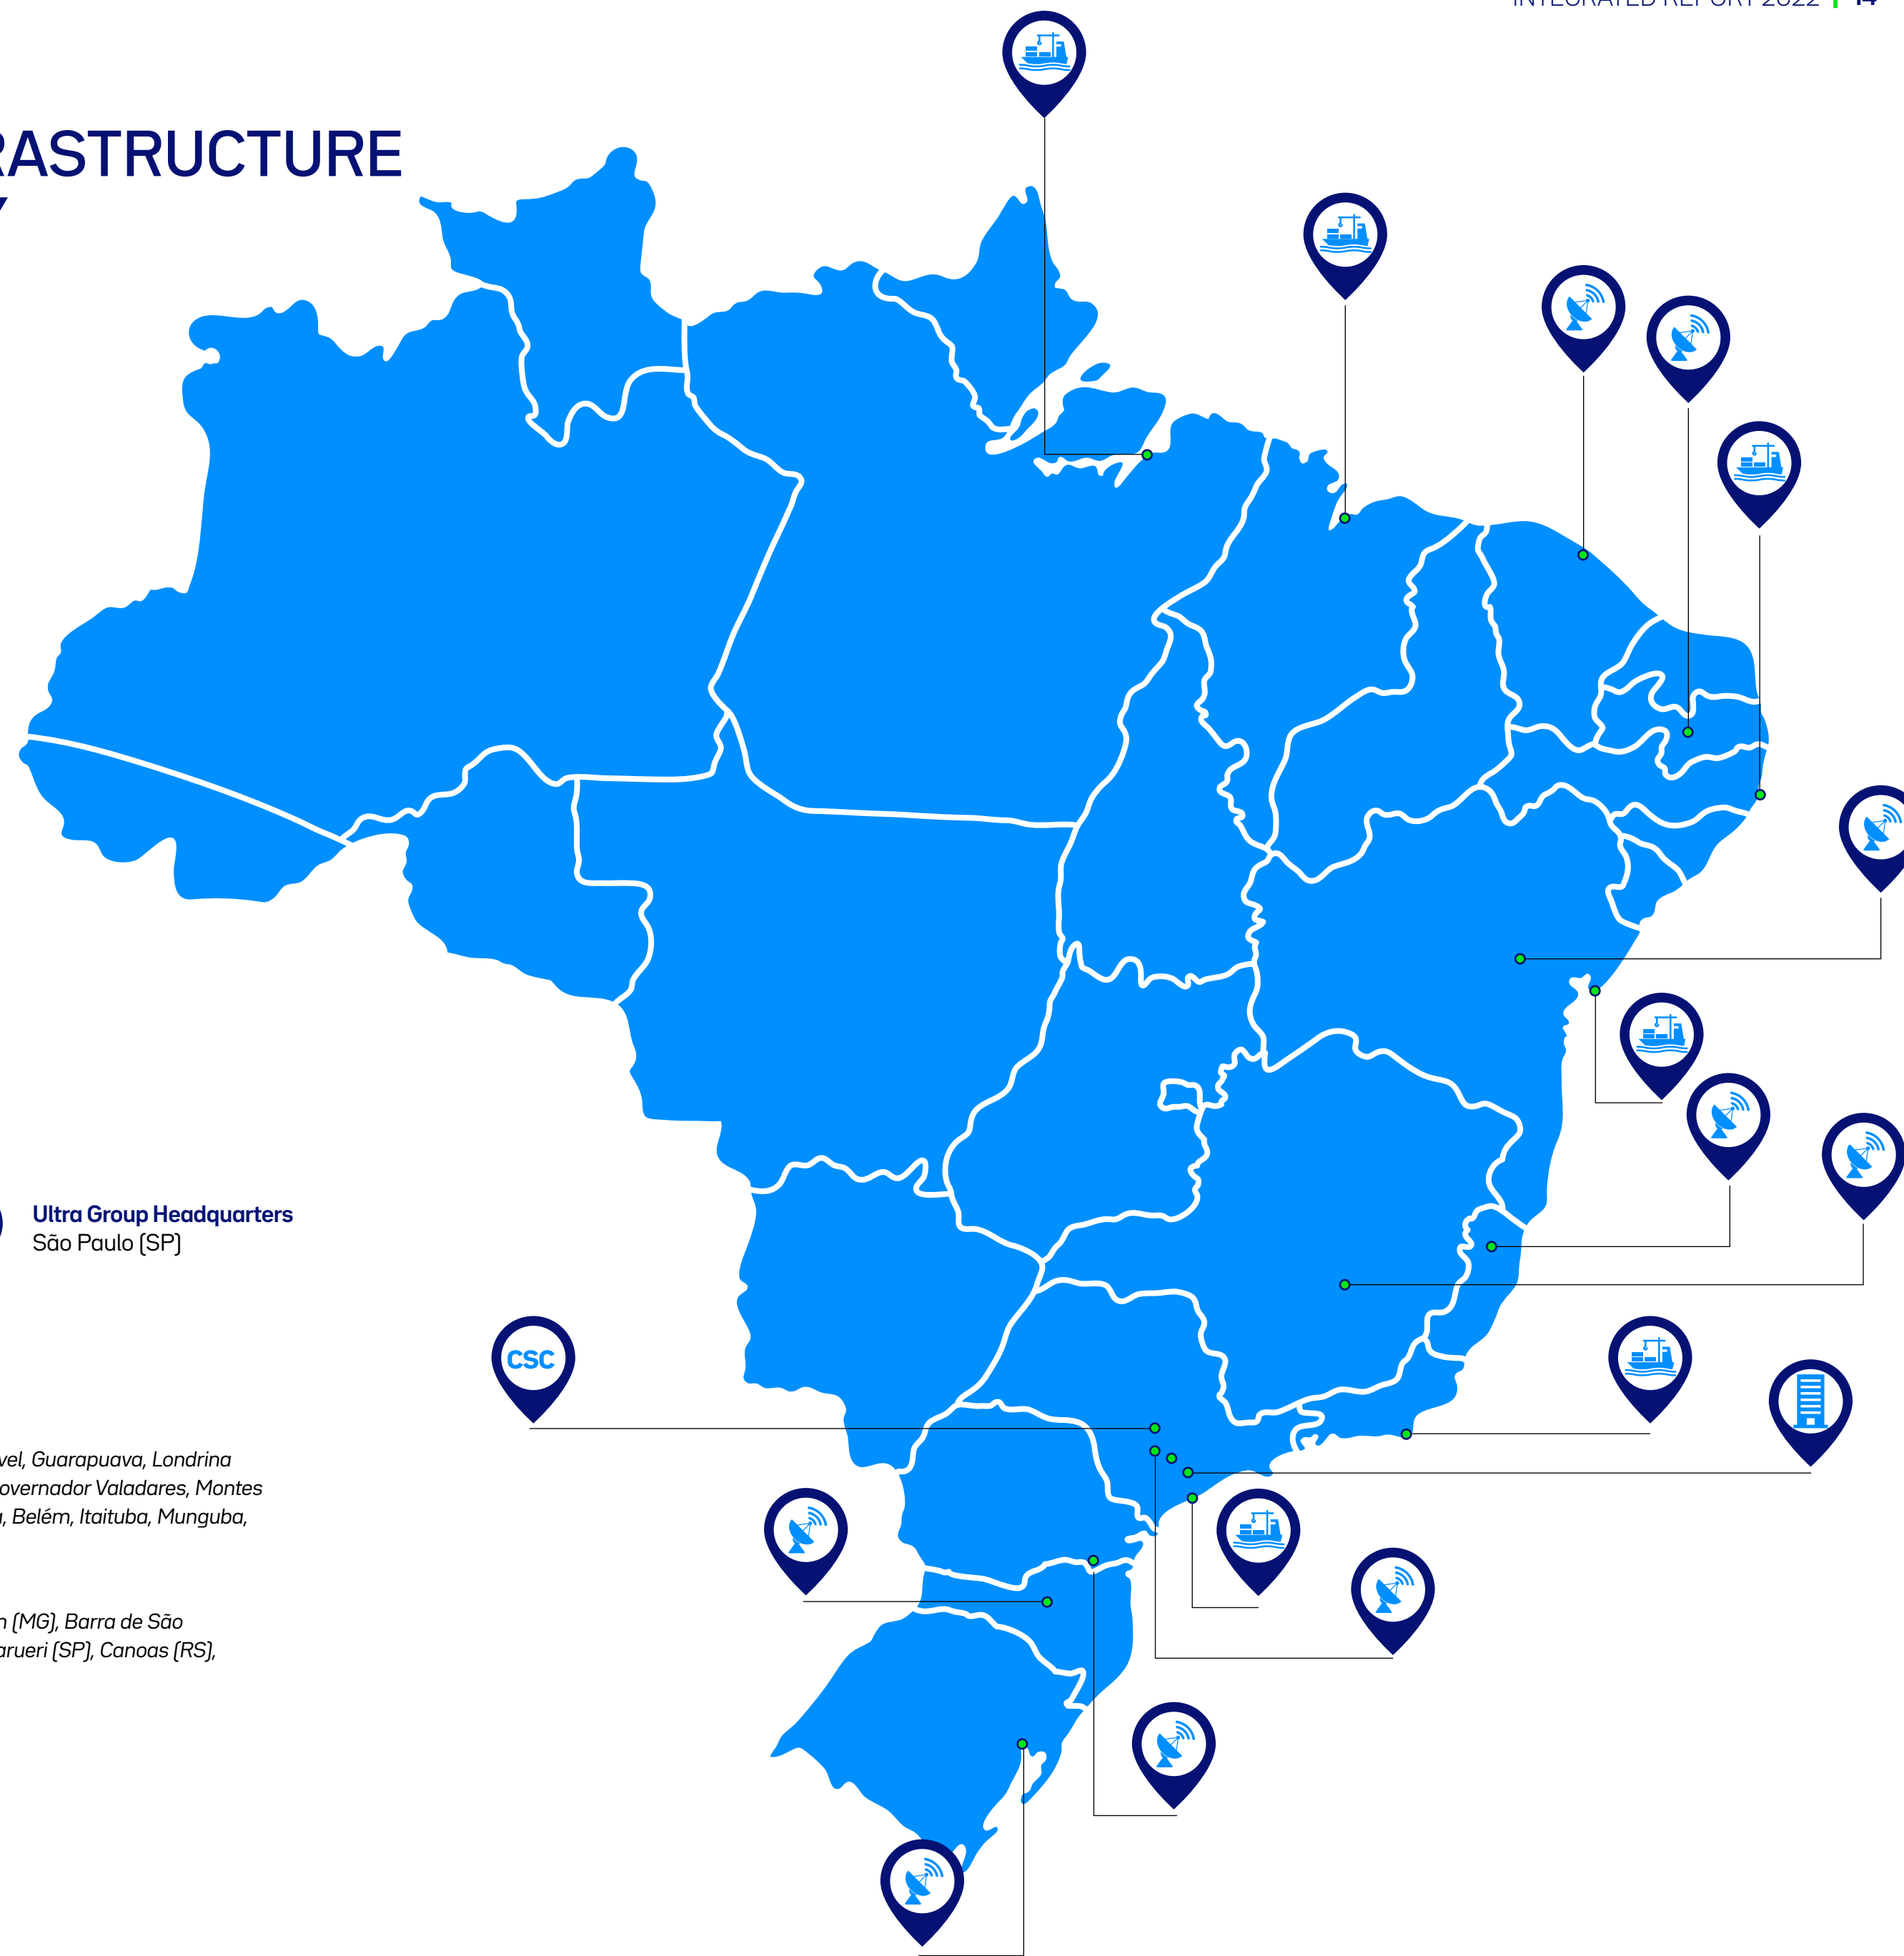 INTEGRATED REPORT 2022 | 14
RASTRUCTURE
Ultra Group Headquarters
São Paulo (SP)
CSC
vel, Guarapuava, Londrina
overnador Valadares, Montes
Belém, Itaituba, Munguba,
(MG), Barra de São
arueri (SP), Canoas (RS),